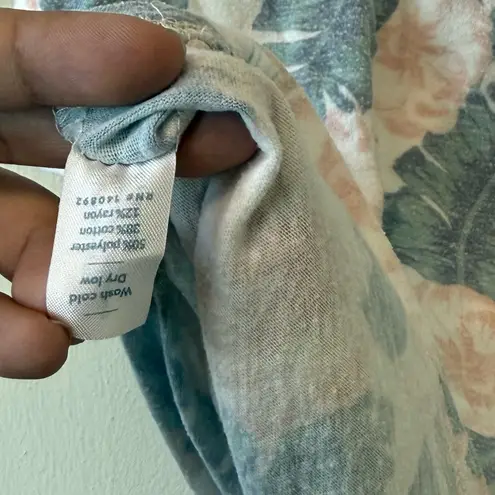 Wash cold
Dry low
50% polyester
38% cotton
12% rayon
RN# 140892